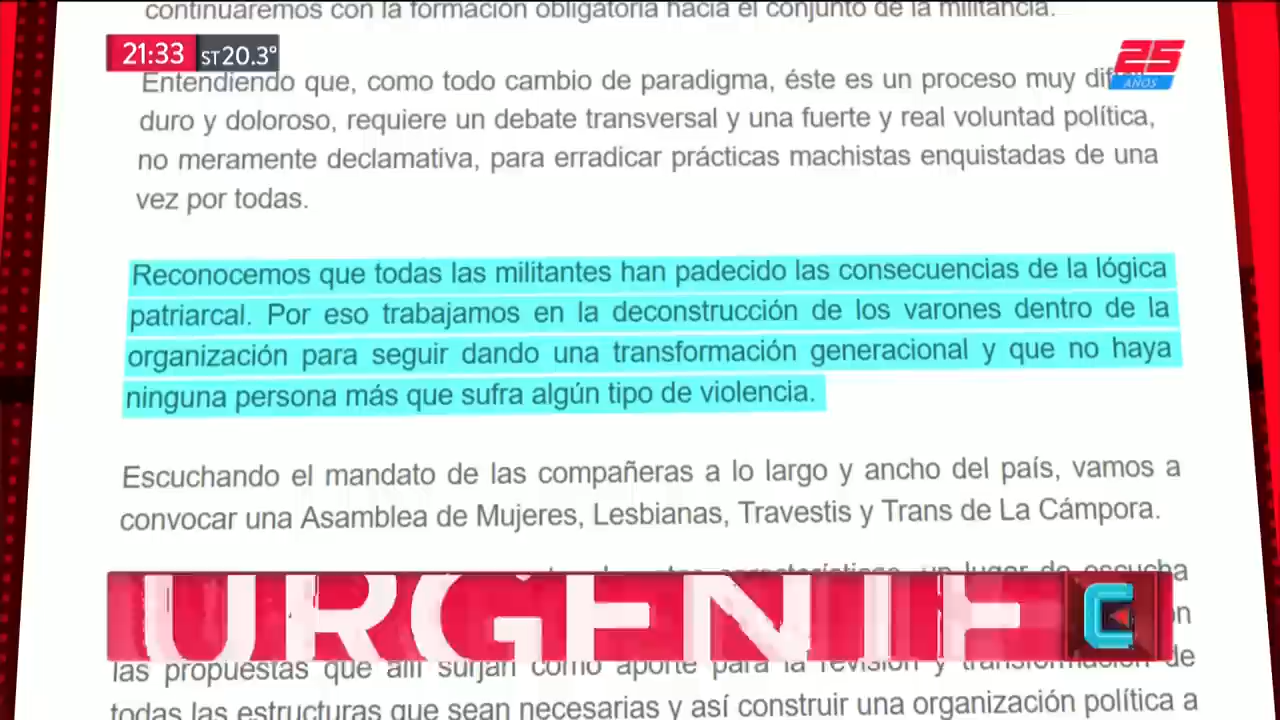 continuaremos con la formación obligatoria hacia el conjunto de la militancia.
21:33 ST 20.3°
25
AÑOS
Entendiendo que, como todo cambio de paradigma, éste es un proceso muy
duro y doloroso, requiere un debate transversal y una fuerte y real voluntad política,
no meramente declamativa, para erradicar prácticas machistas enquistadas de una
vez por todas.
Reconocemos que todas las militantes han padecido las consecuencias de la lógica
patriarcal. Por eso trabajamos en la deconstrucción de los varones dentro de la
organización para seguir dando una transformación generacional y que no haya
ninguna persona más que sufra algún tipo de violencia.
Escuchando el mandato de las compañeras a lo largo y ancho del país, vamos a
convocar una Asamblea de Mujeres, Lesbianas, Travestis y Trans de La Cámpora.
un lugar de escucha
URGENTE
las propuestas que allí surjan como aporte para la revisión y transformación de
todas las estructuras que sean necesarias y así construir una organización política a